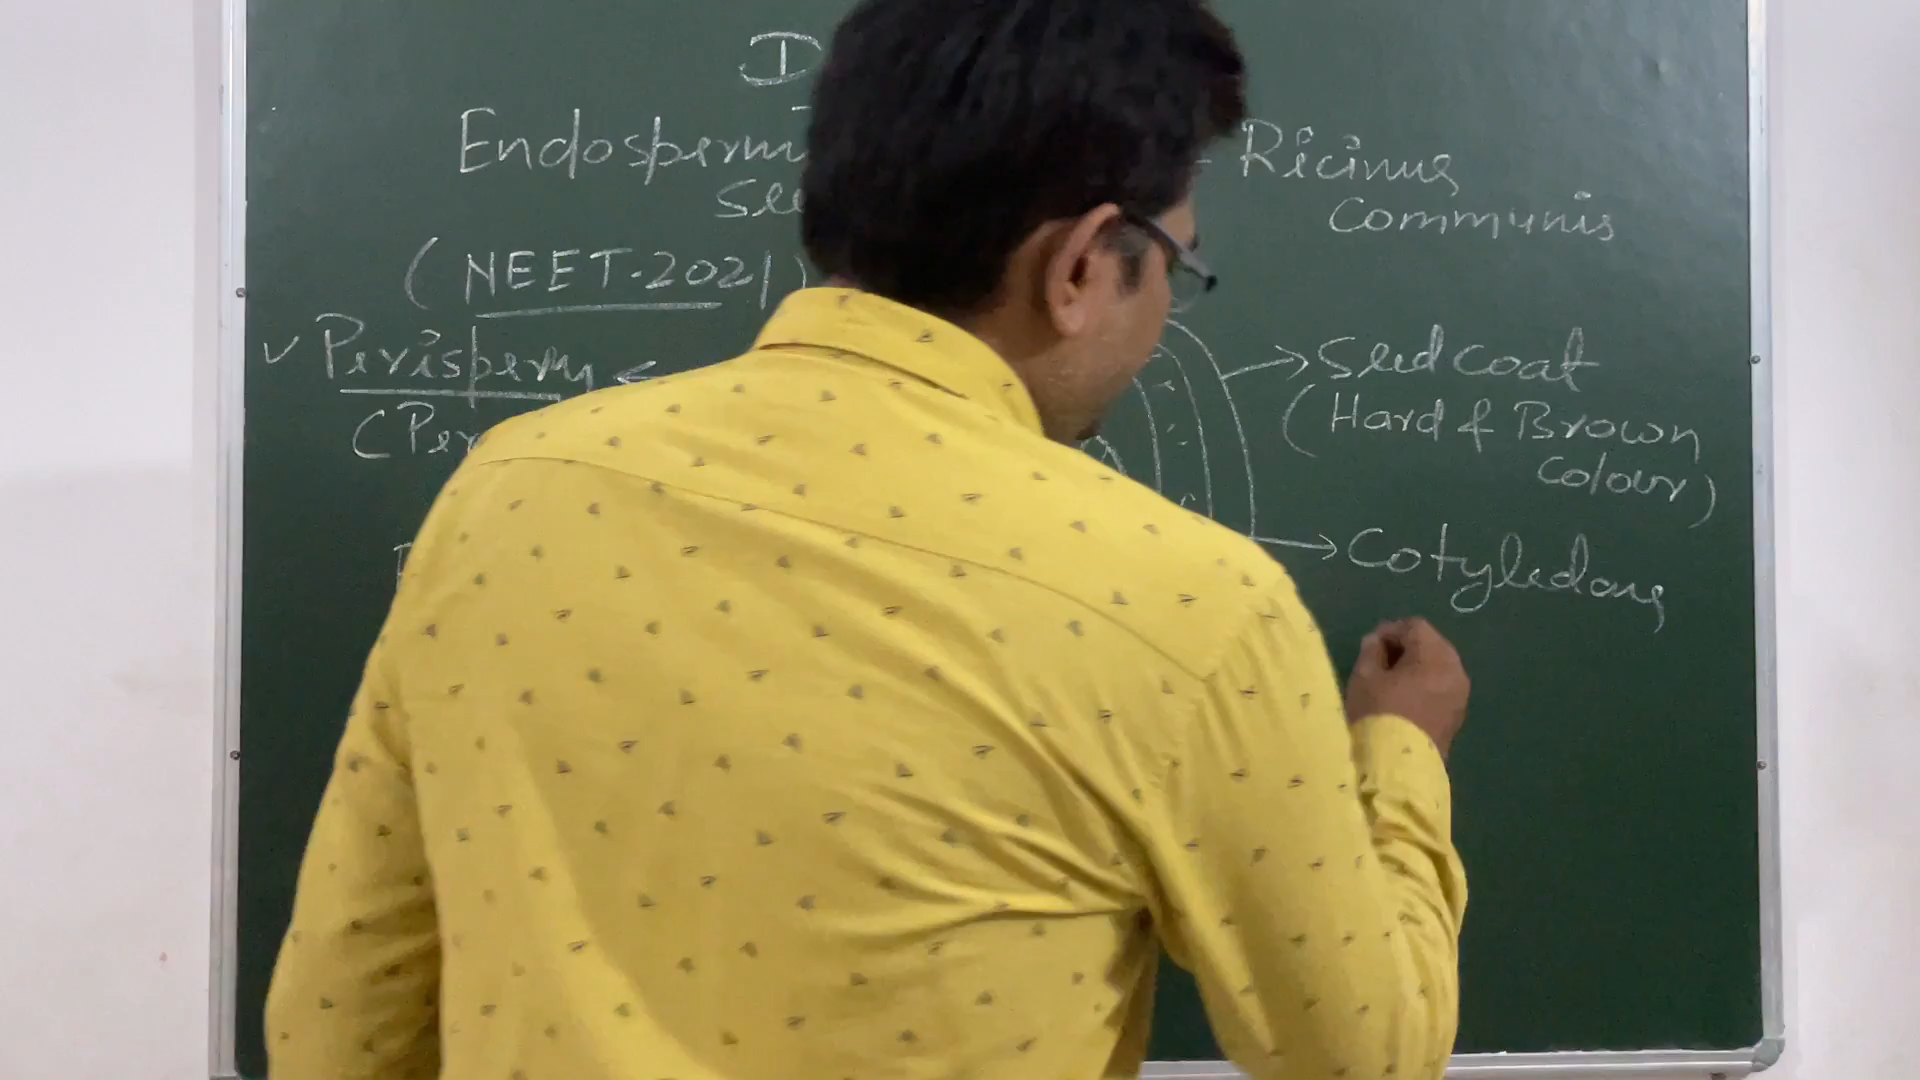 D
Endosperm - Ricinus
See communis
(NEET-2021)
✓ Perisperm ←
(Per
→ Seed coat
(Hard & Brown
colour)
→ Cotyledons